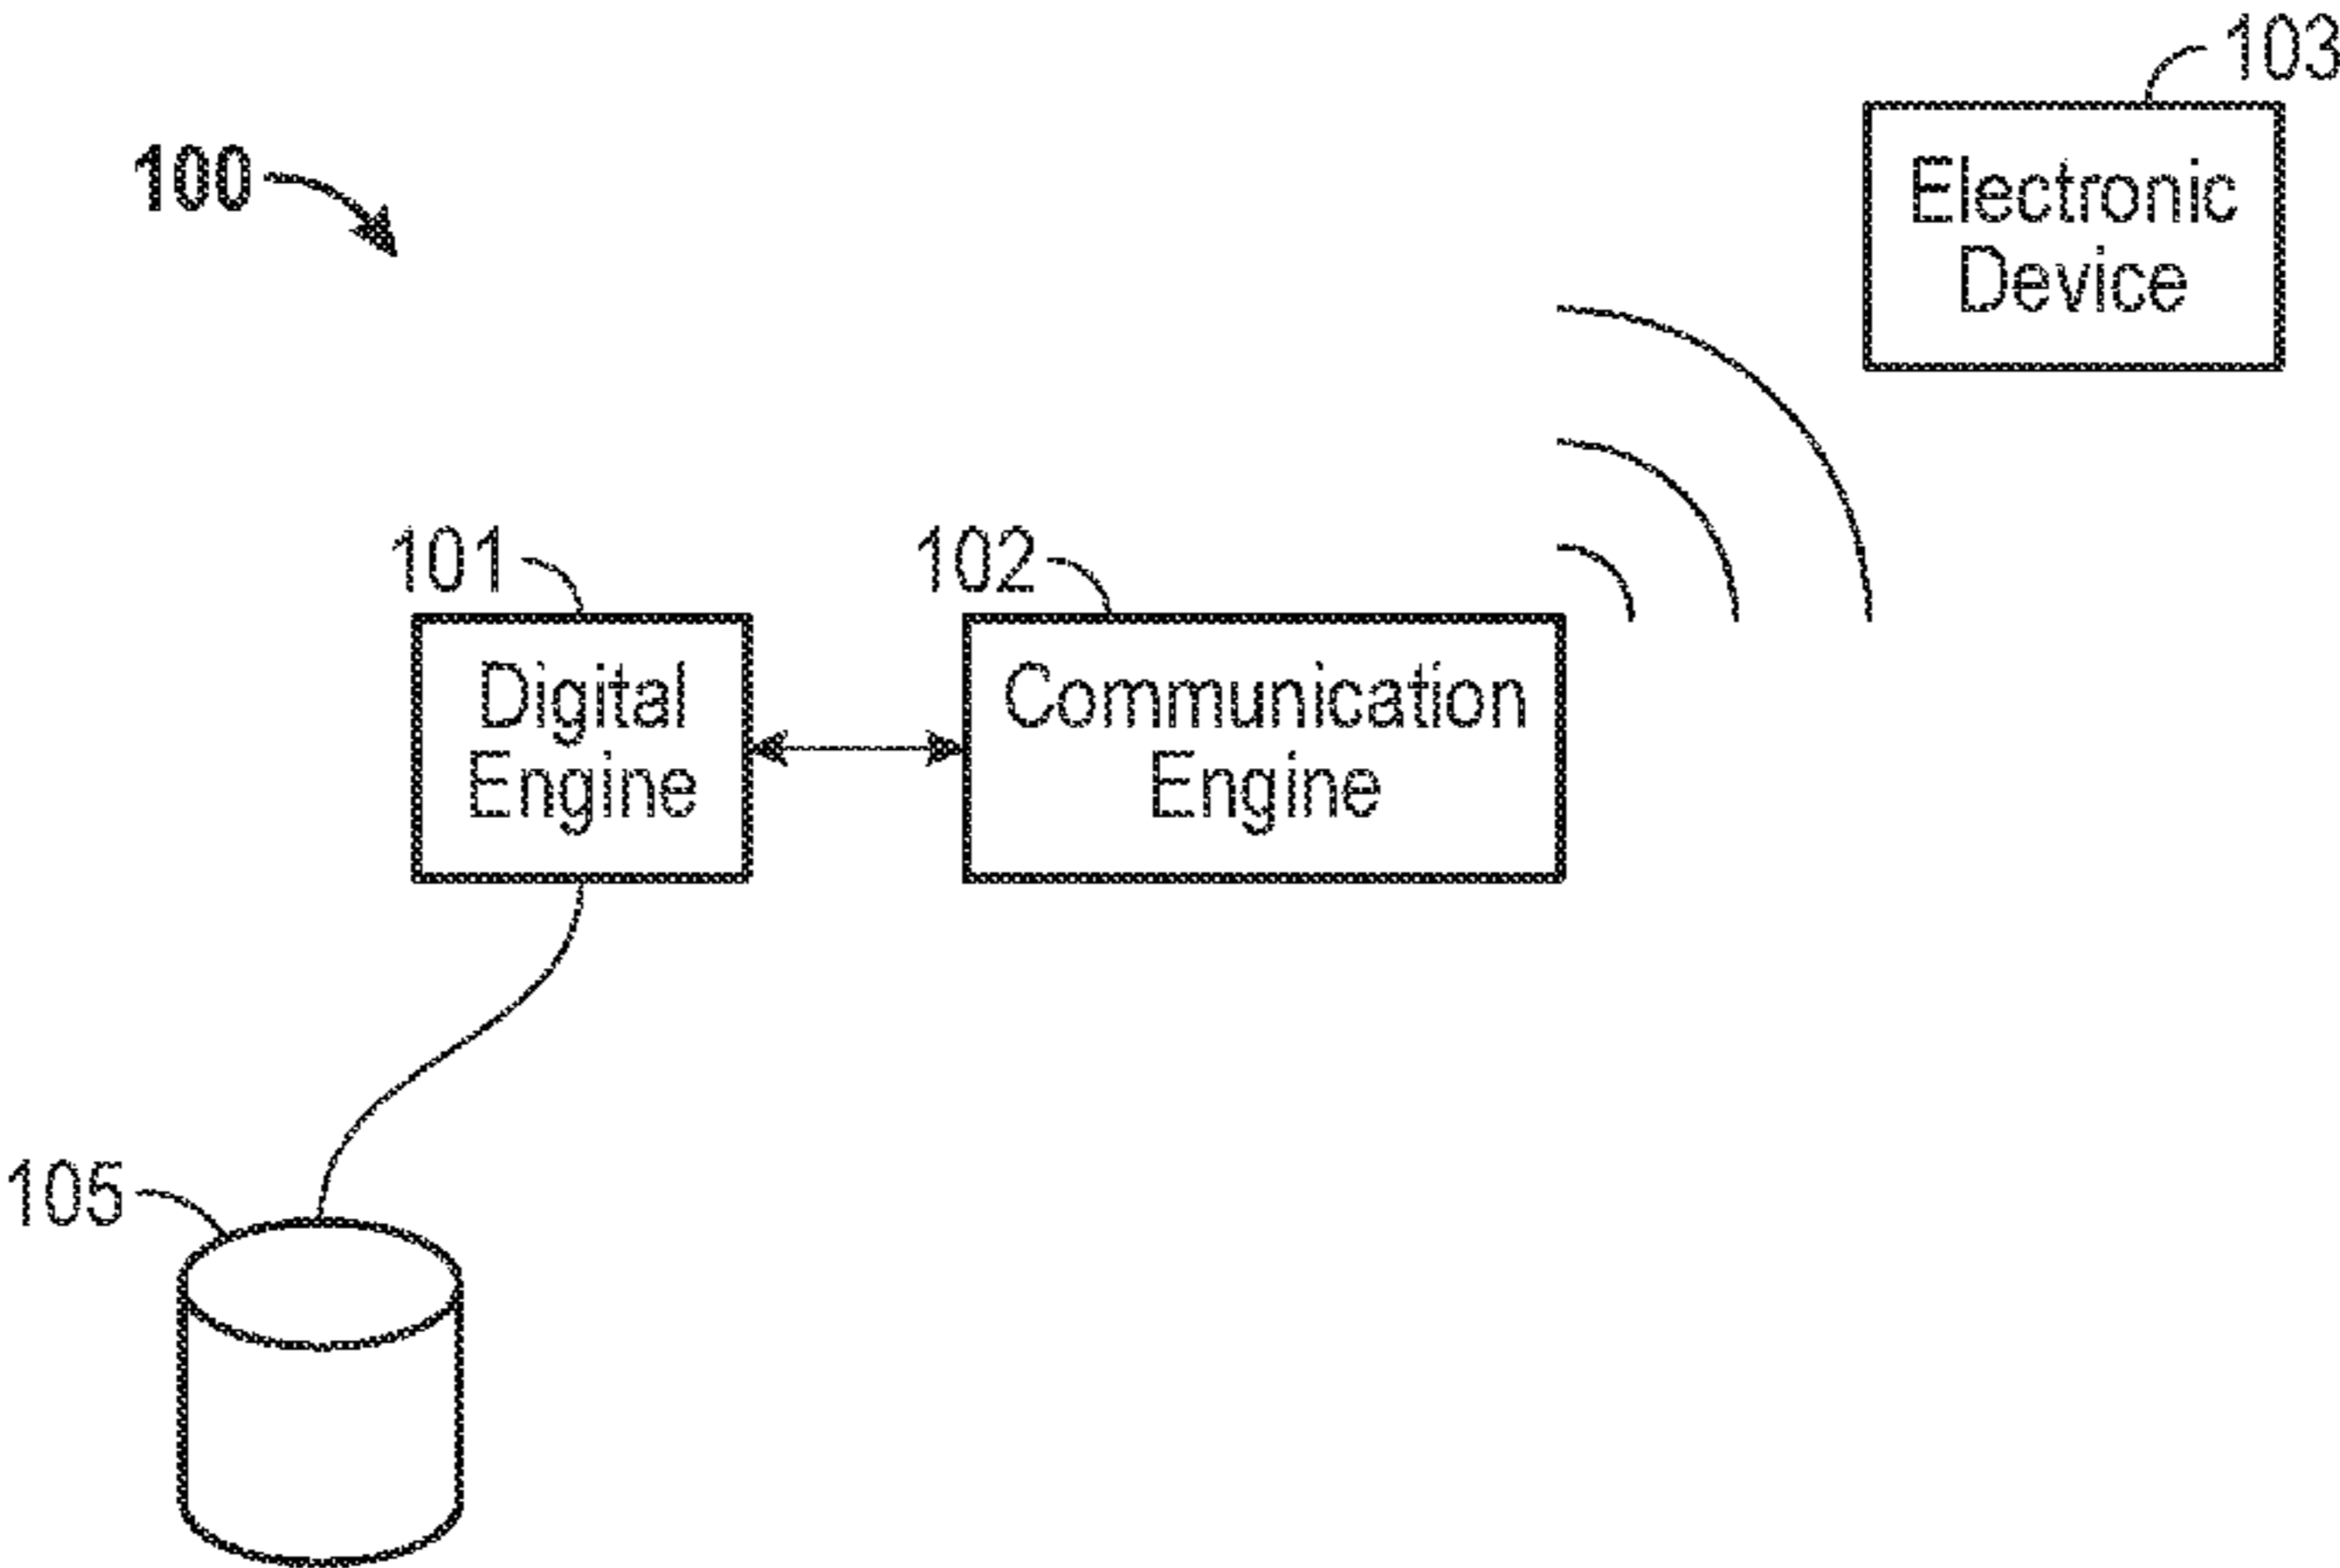 103
100
Electronic
Device
101
102
Digital
Engine
Communication
Engine
105